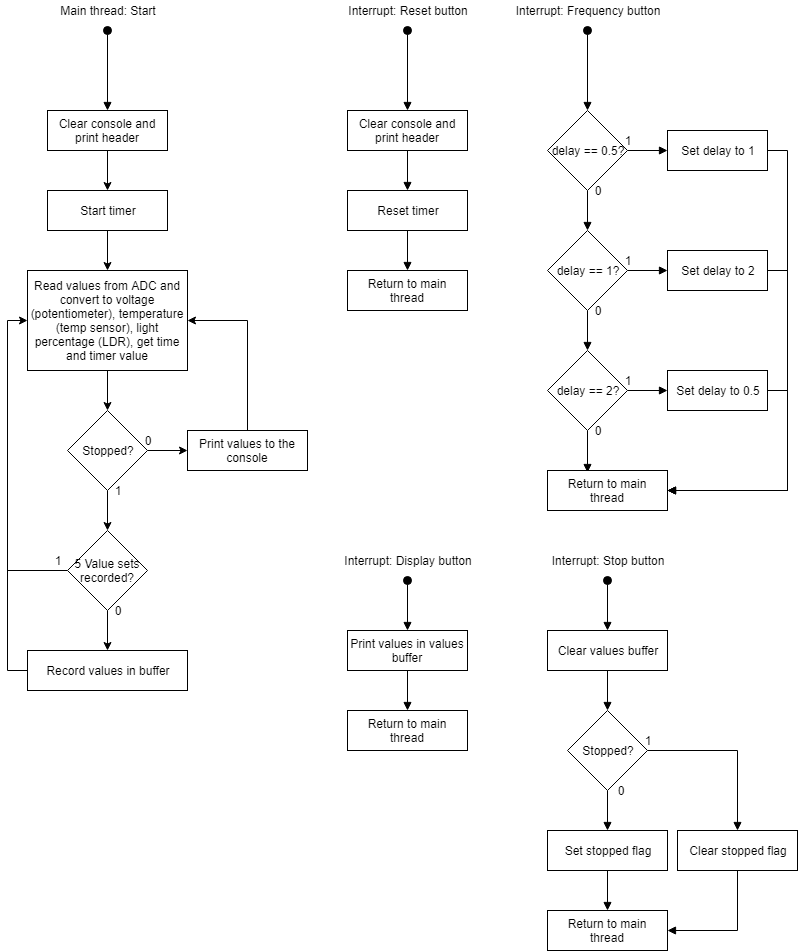 Main thread: Start
Clear console and
print header
Start timer
Read values from ADC and
convert to voltage
(potentiometer), temperature
(temp sensor), light
percentage (LDR), get time
and timer value
Stopped?
0
Print values to the
console
1
5 Value sets
recorded?
1
0
Record values in buffer
Interrupt: Reset button
Clear console and
print header
Reset timer
Return to main
thread
Interrupt: Frequency button
delay == 0.5?
1
Set delay to 1
0
delay == 1?
1
Set delay to 2
0
delay == 2?
1
Set delay to 0.5
0
Return to main
thread
Interrupt: Display button
Print values in values
buffer
Return to main
thread
Interrupt: Stop button
Clear values buffer
Stopped?
1
0
Set stopped flag
Clear stopped flag
Return to main
thread